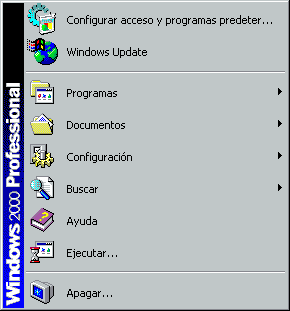 Configurar acceso y programas predeter...
Windows Update
Programas
Documentos
Configuración
Buscar
Ayuda
Ejecutar...
Apagar...
Windows 2000 Professional